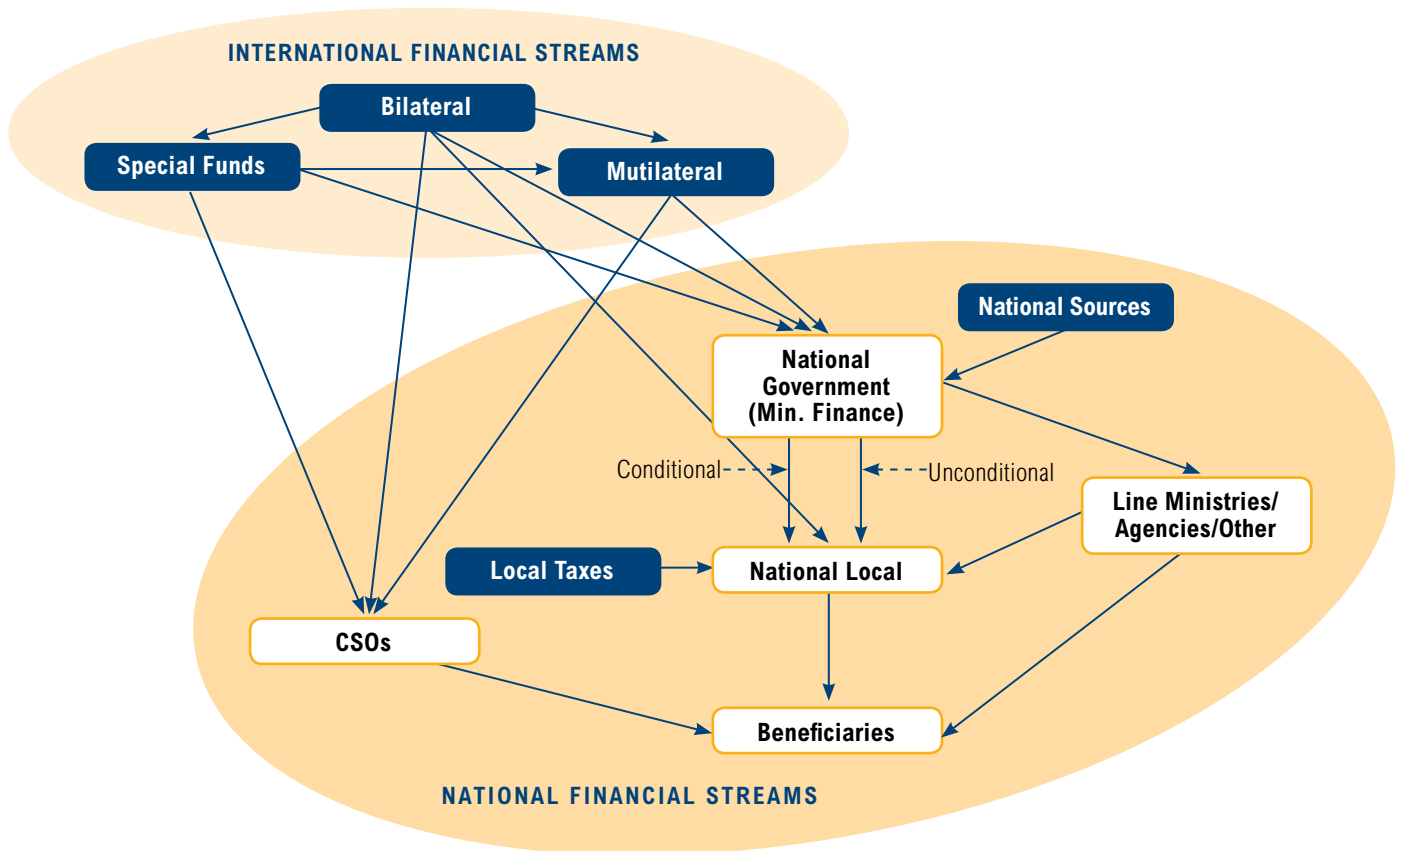 INTERNATIONAL FINANCIAL STREAMS
Bilateral
Special Funds
Mutilateral
National Sources
National
Government
(Min. Finance)
Conditional
Unconditional
Line Ministries/
Agencies/Other
Local Taxes
National Local
CSOs
Beneficiaries
NATIONAL FINANCIAL STREAMS